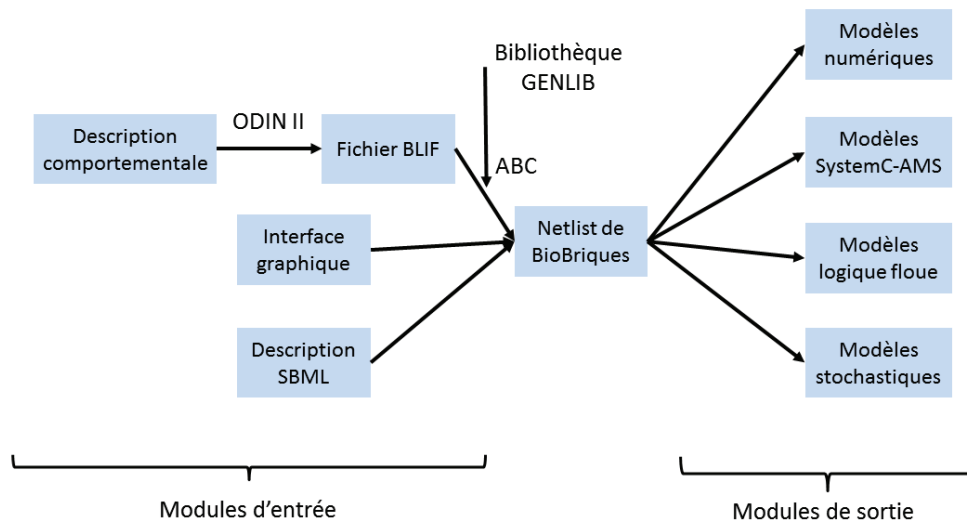 Modèles
numériques
Bibliothèque
GENLIB
ODIN II
Description
comportementale
Fichier BLIF
ABC
Modèles
SystemC-AMS
Interface
graphique
Netlist de
BioBriques
Modèles
logique floue
Description
SBML
Modèles
stochastiques
Modules d'entrée
Modules de sortie